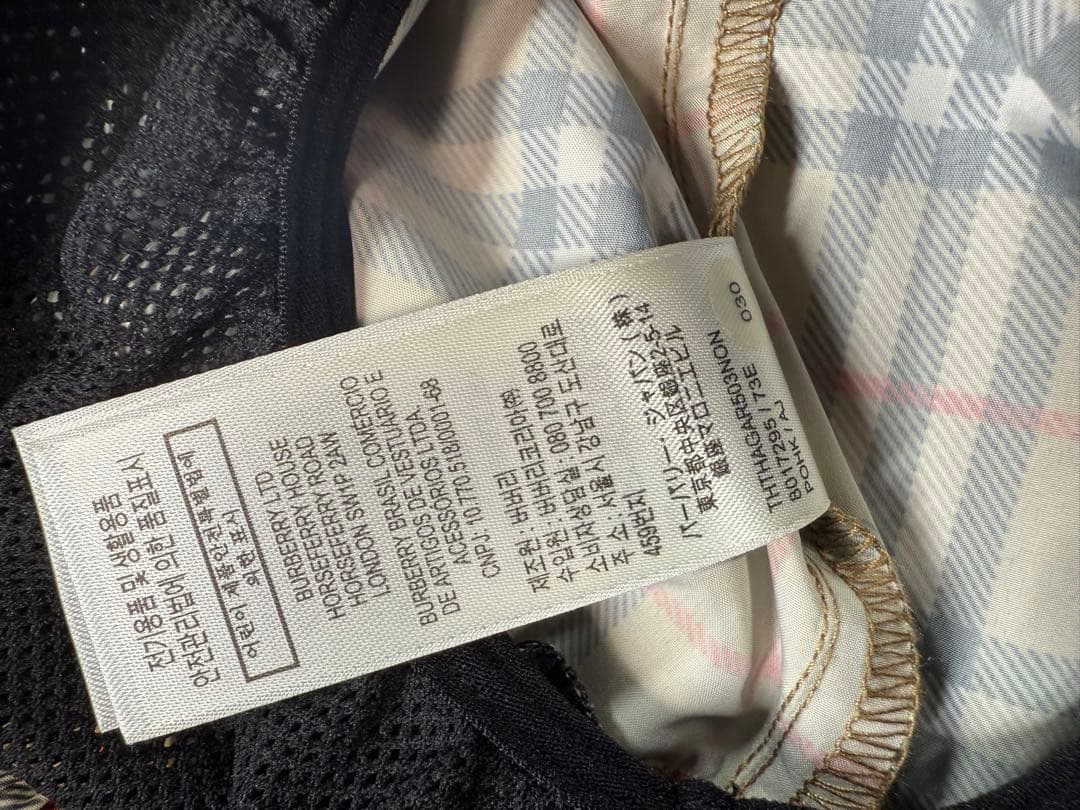 전기용품 및 생활용품
안전관리법에 의한 품질표시
어린이 제품안전특별법에
의한 표시
BURBERRY LTD
BURBERRY HOUSE
HORSEFERRY ROAD
HORSEFERRY ROAD
LONDON SW1P 2AW
BURBERRY BRASIL COMERCIO
DE ARTIGOS DE VESTUARIO E
ACESSORIOS LTDA
CNPJ 10.770.518/0001-68
제조원 : 버버리
수입원 : 버버리코리아㈜
소비자상담실 : 080 700 8800
주 소 : 서울시 강남구 도산대로
459번지
バーバリー・ジャパン(株)
東京都中央区銀座2-5-14
銀座マロニエビル
THTHAGAR503NON
8017295 / 73E
POHK / AJ
030